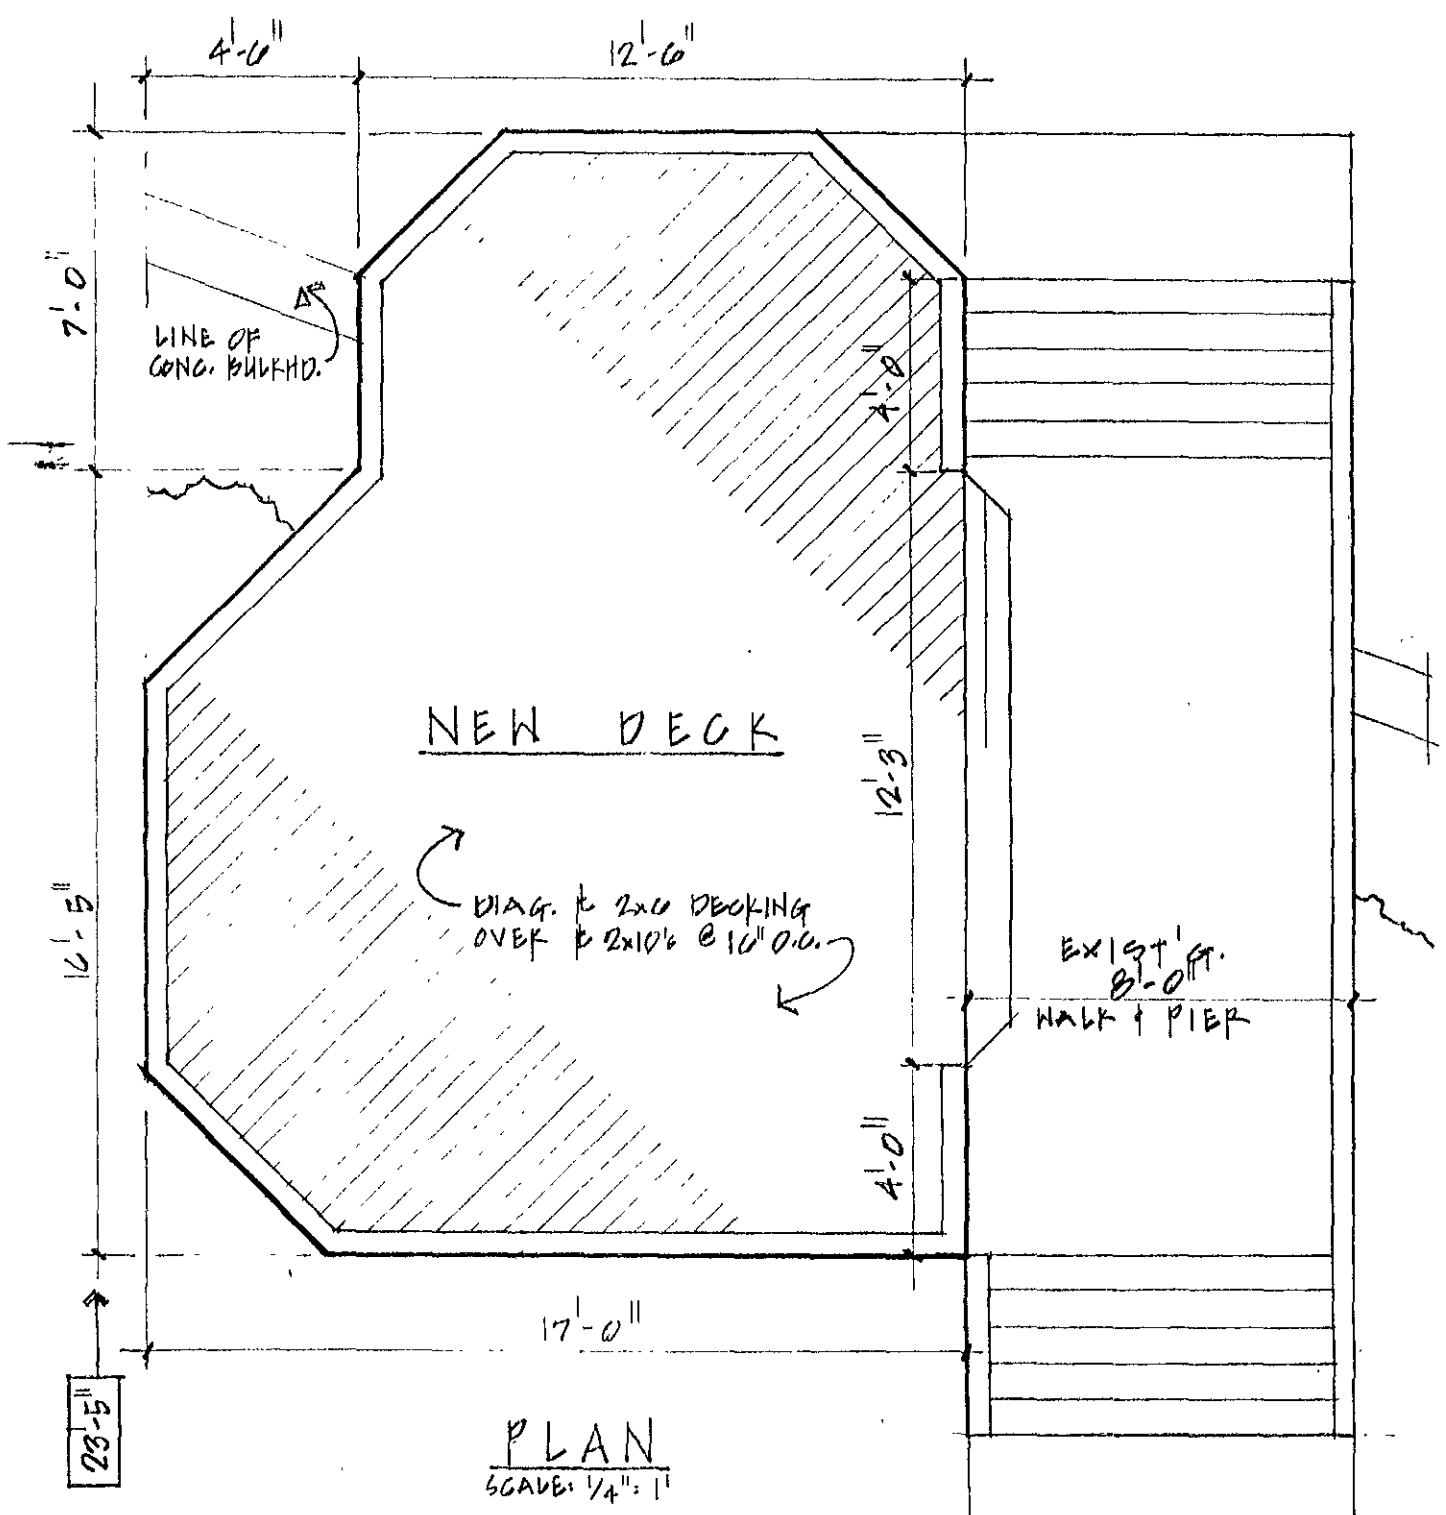 4'-6"
12'-6"
7'-0"
LINE OF
CONC. BULKHD.
4'-0"
NEW DECK
12'-3"
16'-5"
DIAG. 2x6 DECKING
OVER 2x10's @ 16" O.C.
EXIST'G.
8'-0"
WALK & PIER
4'-0"
17'-0"
23'-5"
PLAN
SCALE: 1/4": 1'